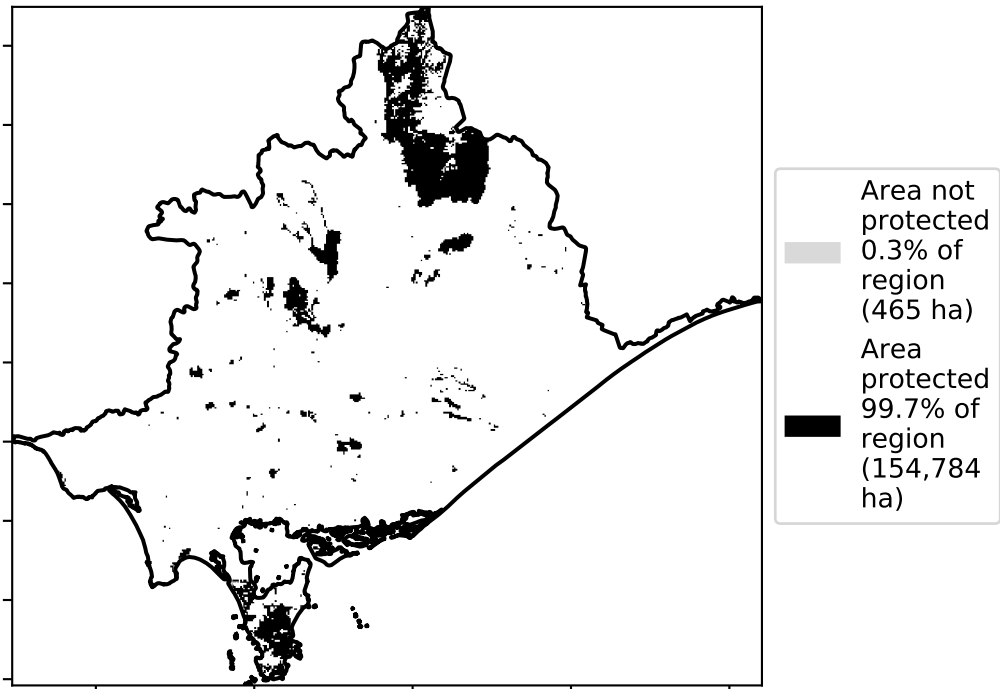 Area not
protected
0.3% of
region
(465 ha)
Area
protected
99.7% of
region
(154,784
ha)